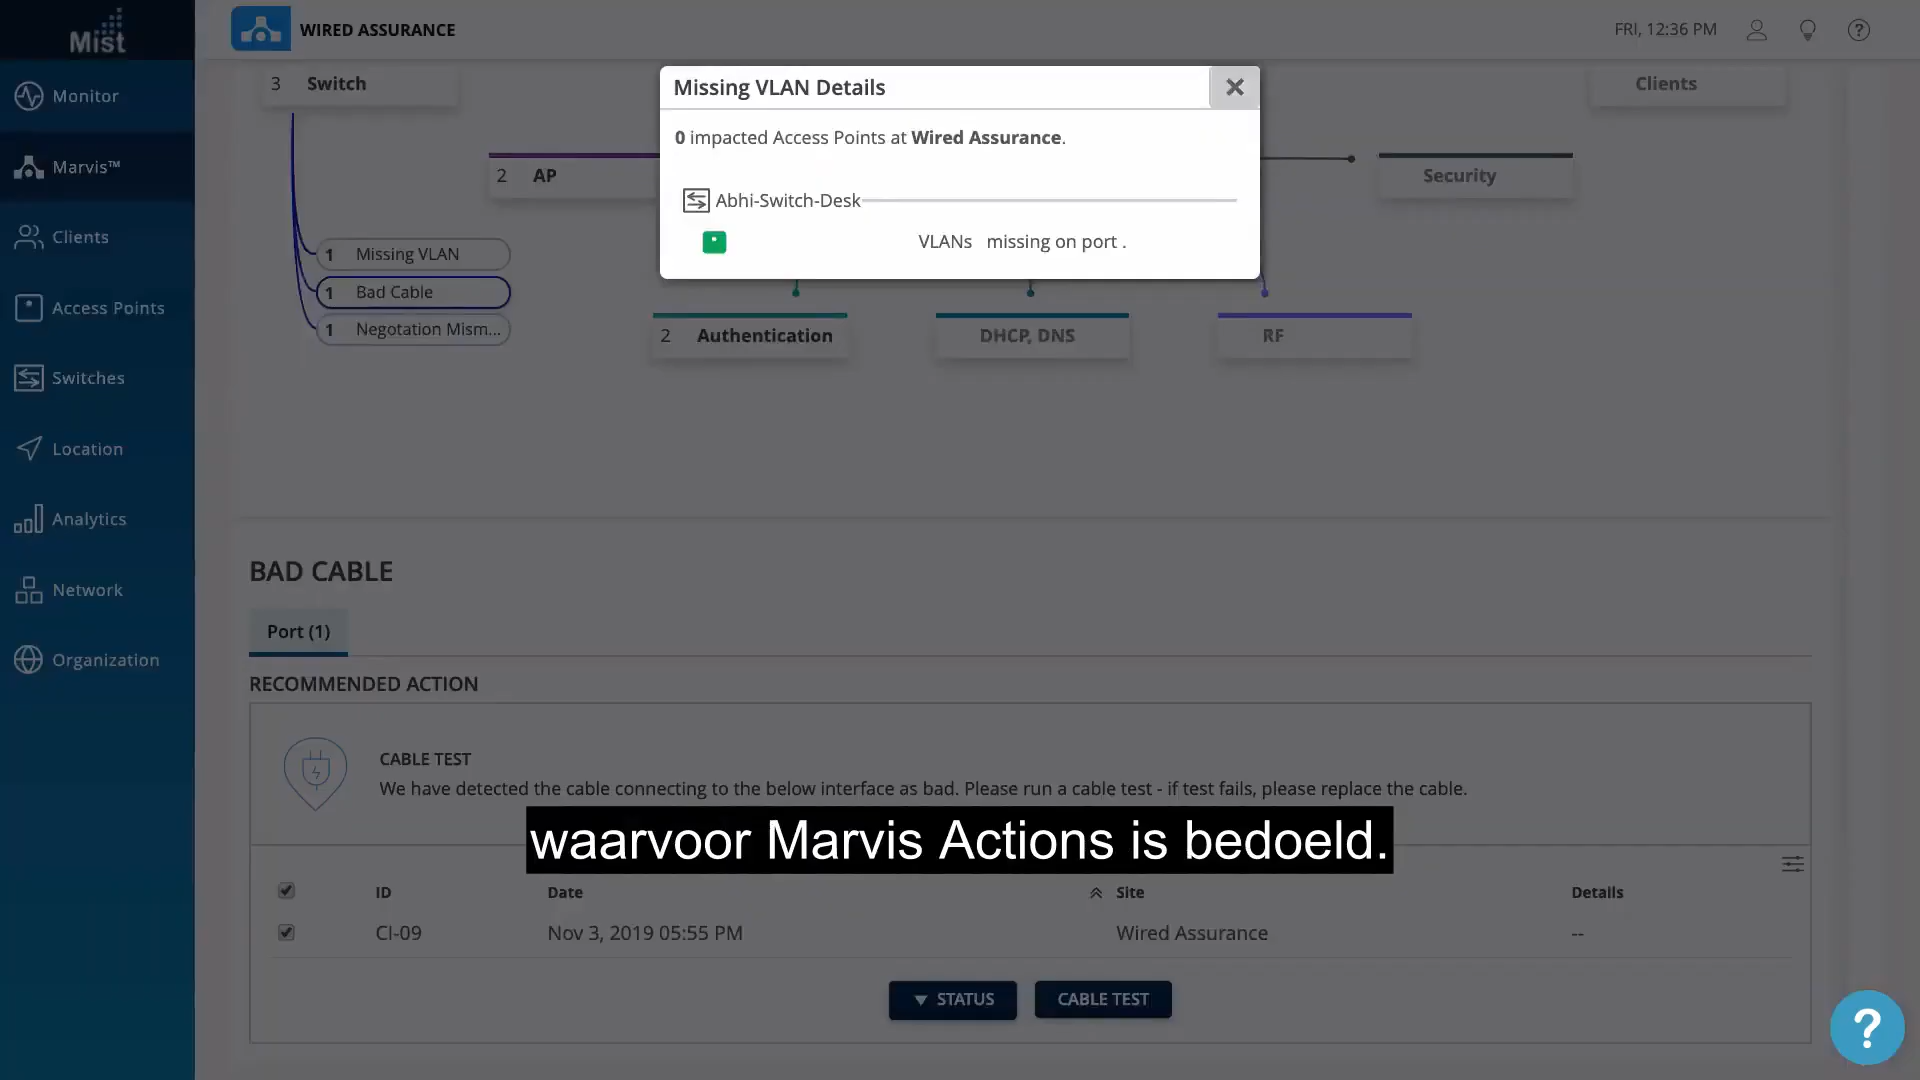 Mist
WIRED ASSURANCE
FRI, 12:36 PM
Monitor
Marvis™
Clients
Access Points
Switches
Location
Analytics
Network
Organization
3 Switch
Clients
2 AP
Security
1 Missing VLAN
1 Bad Cable
1 Negotation Mism...
2 Authentication
DHCP, DNS
RF
Missing VLAN Details
0 impacted Access Points at Wired Assurance.
Abhi-Switch-Desk
VLANs missing on port .
BAD CABLE
Port (1)
RECOMMENDED ACTION
CABLE TEST
We have detected the cable connecting to the below interface as bad. Please run a cable test - if test fails, please replace the cable.
waarvoor Marvis Actions is bedoeld.
ID Date Site Details
CI-09 Nov 3, 2019 05:55 PM Wired Assurance --
STATUS CABLE TEST
?